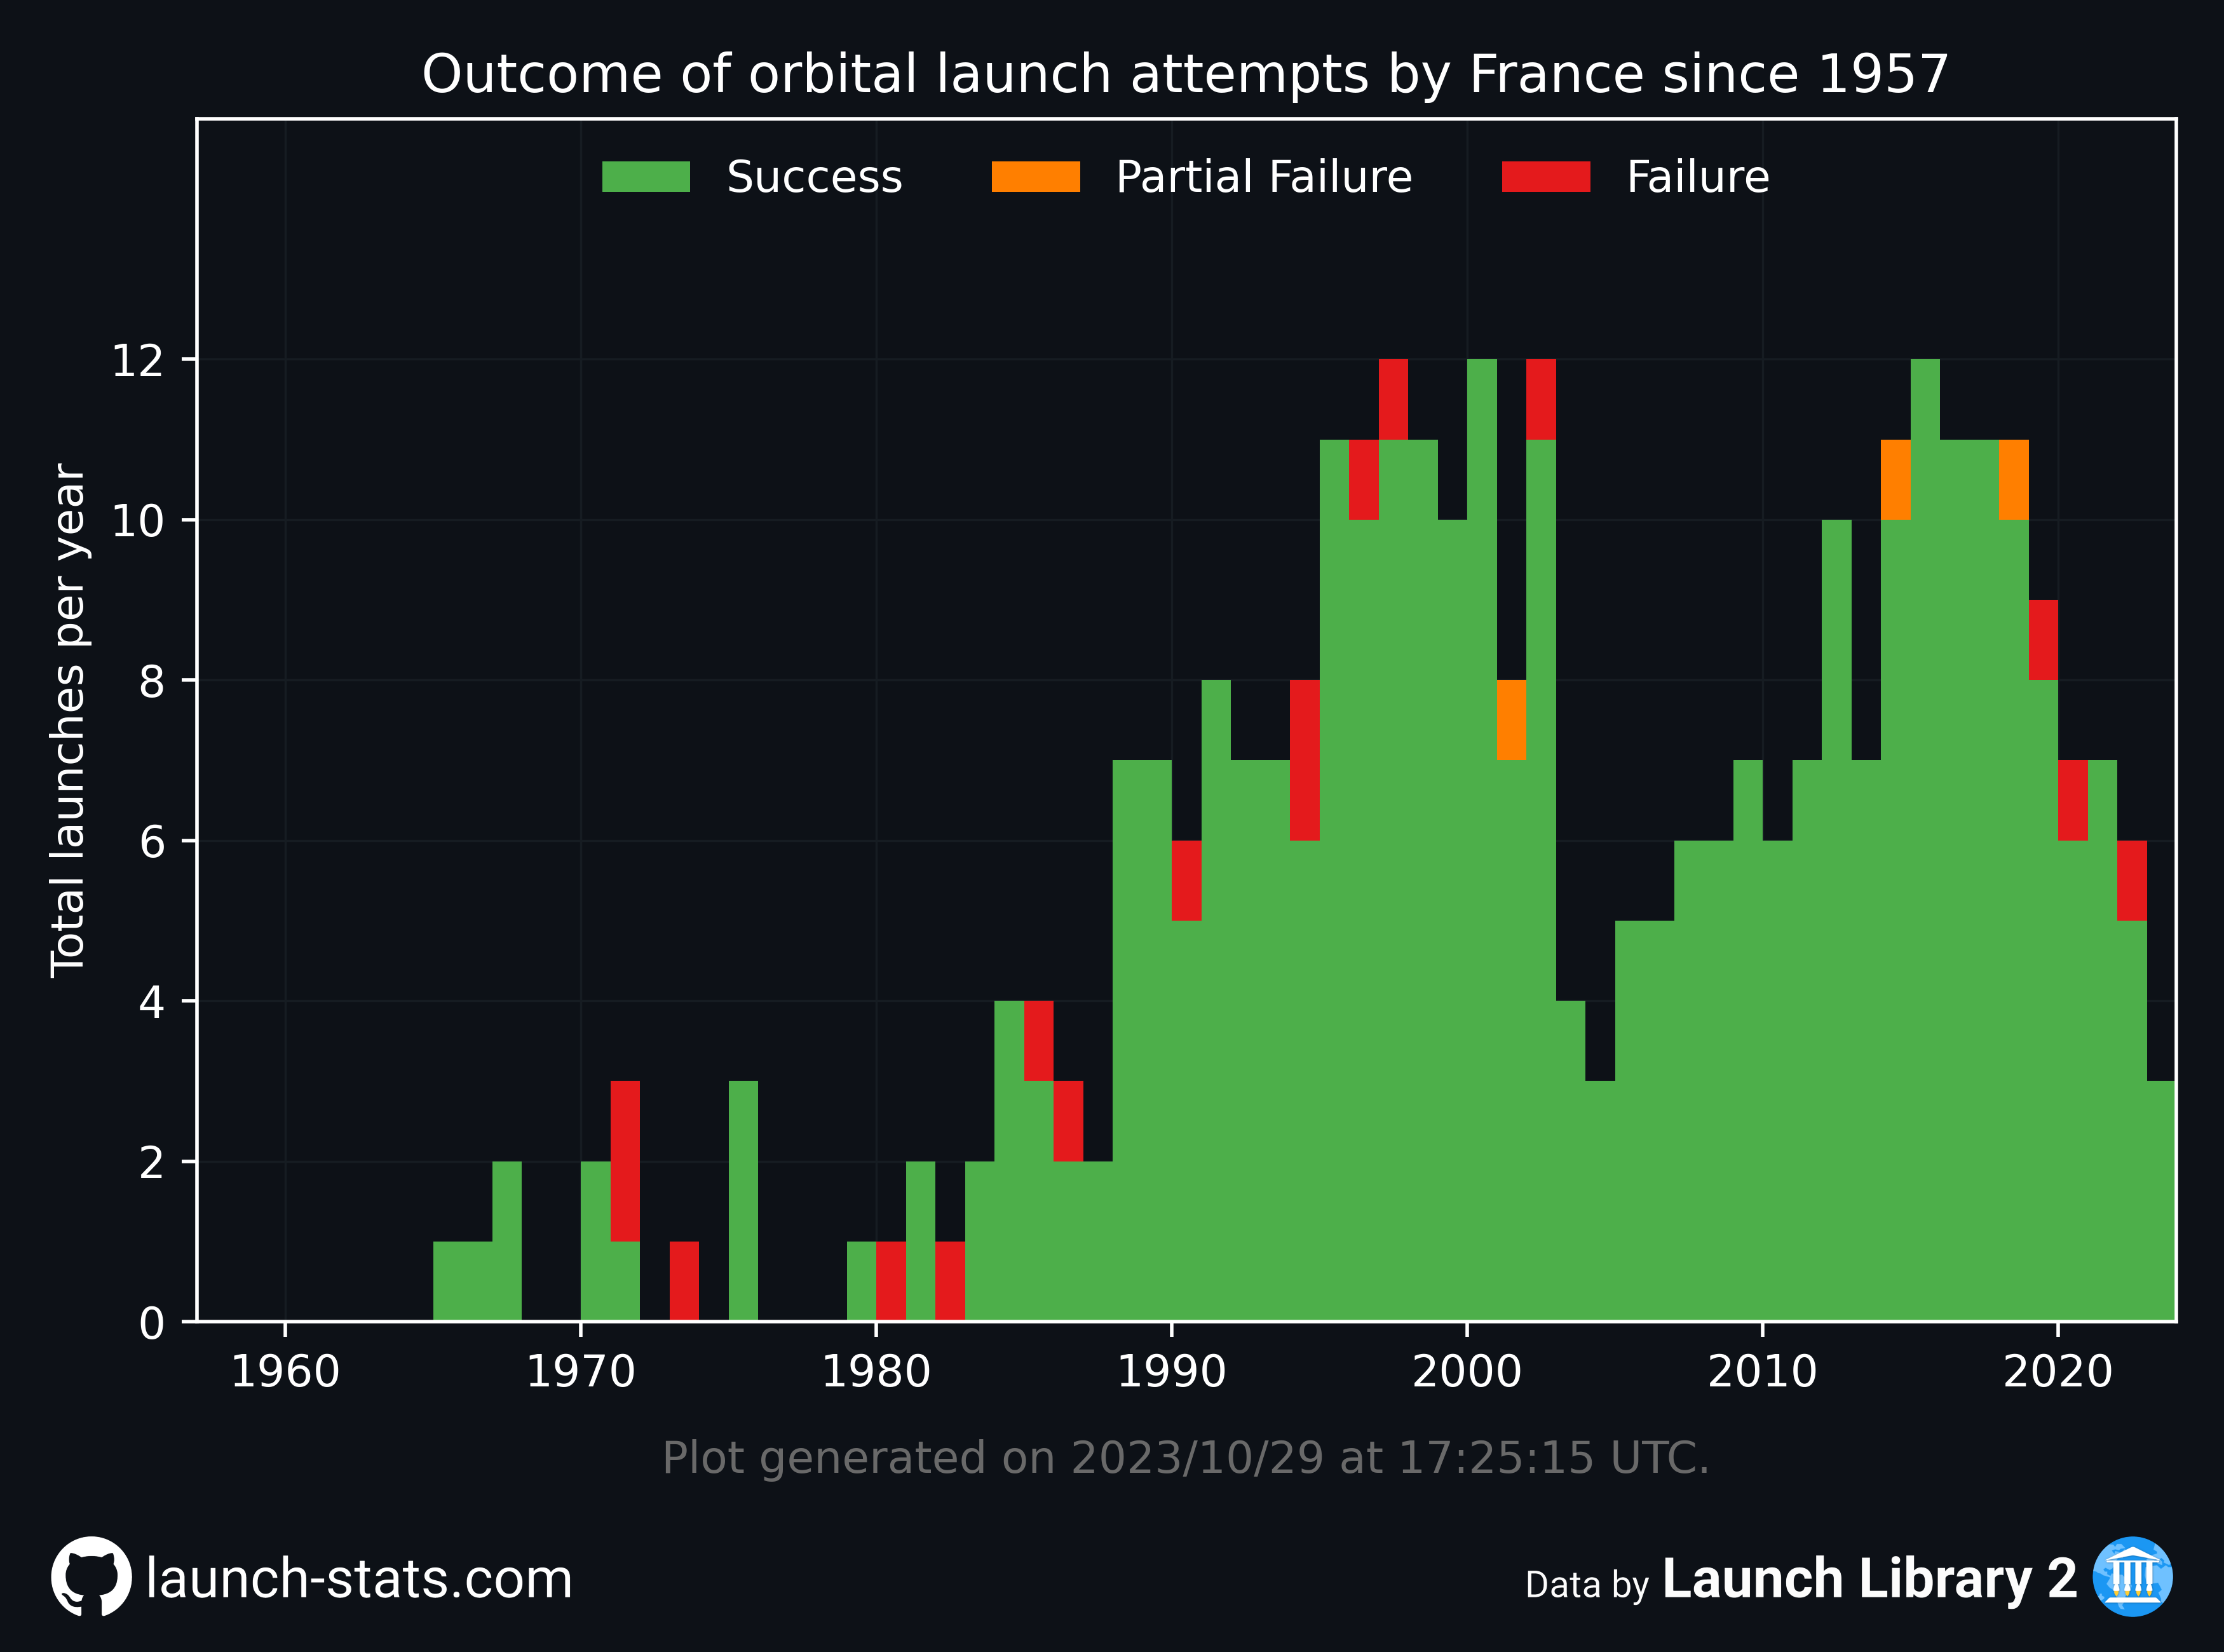 Outcome of orbital launch attempts by France since 1957
Success Partial Failure Failure
Total launches per year
12
10
8
6
4
2
0
1960 1970 1980 1990 2000 2010 2020
Plot generated on 2023/10/29 at 17:25:15 UTC.
launch-stats.com
Data by Launch Library 2